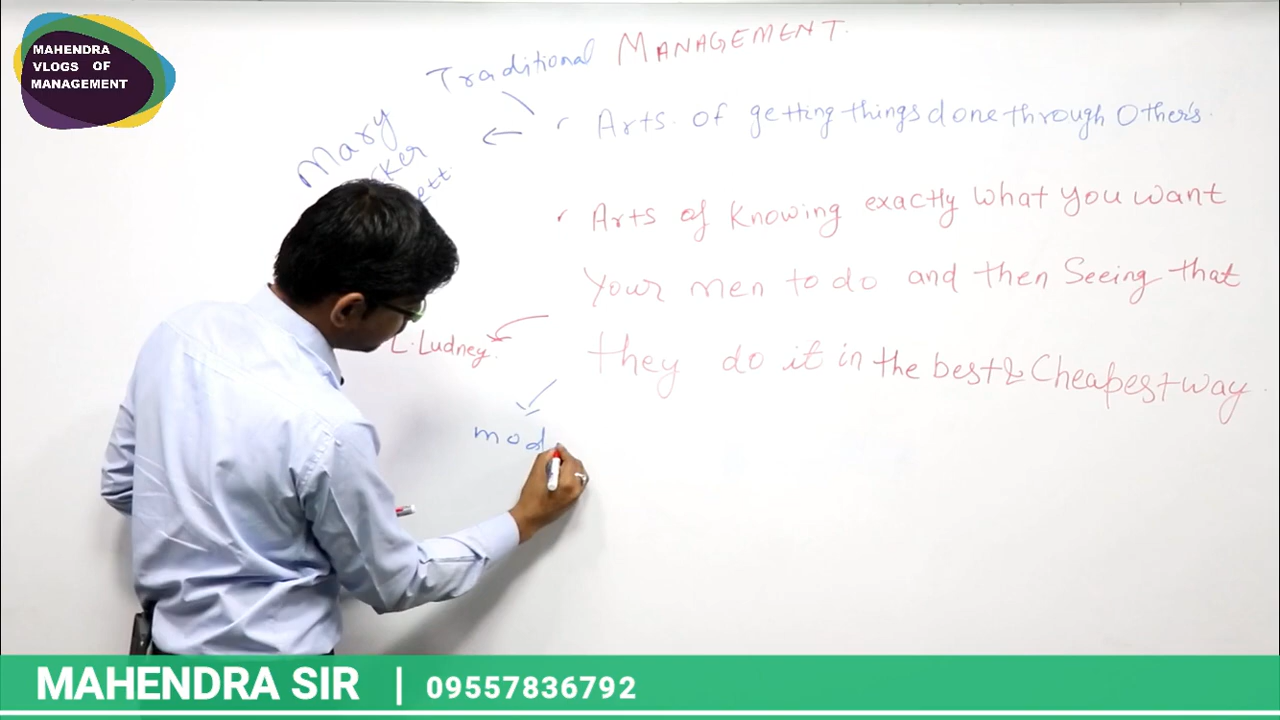 MAHENDRA
VLOGS OF
MANAGEMENT
Traditional MANAGEMENT.
Arts. of getting things done through Other's.
Mary
Arts of Knowing exactly what you want
Your men to do and then Seeing that
they do it in the best & Cheapest way.
L. Ludney.
mod
MAHENDRA SIR | 09557836792